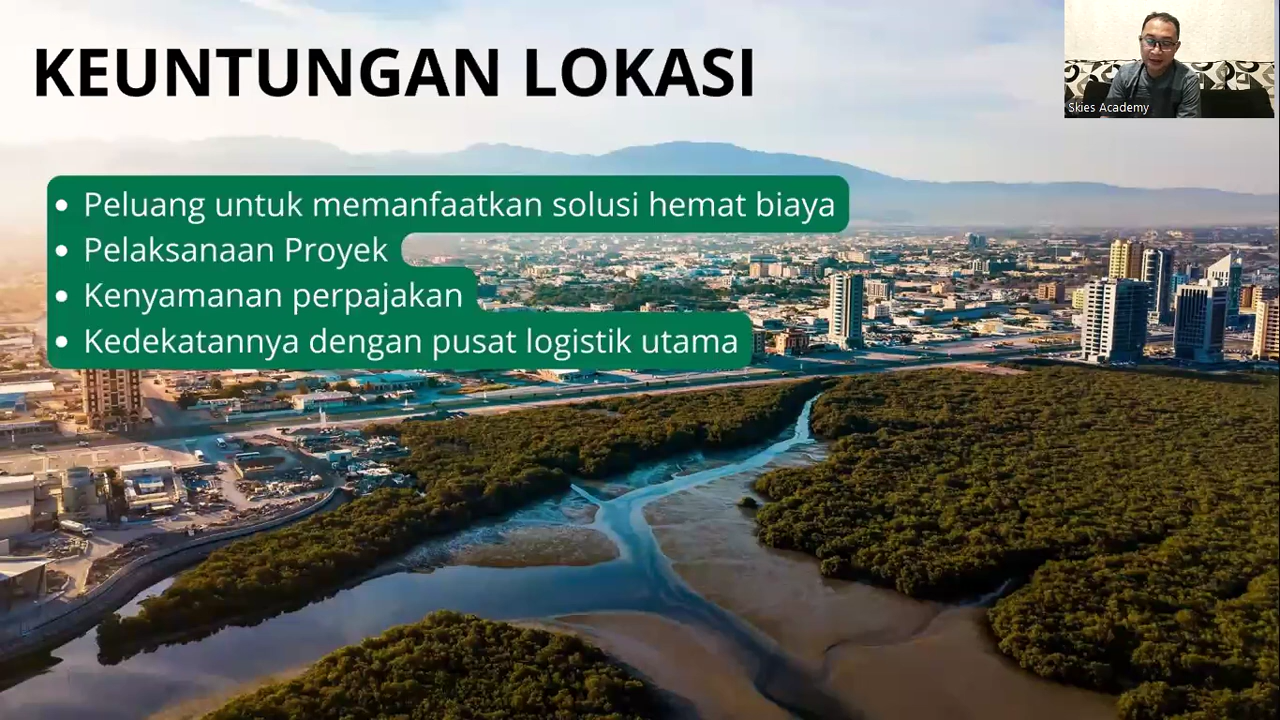 KEUNTUNGAN LOKASI
Skies Academy
• Peluang untuk memanfaatkan solusi hemat biaya
• Pelaksanaan Proyek
• Kenyamanan perpajakan
• Kedekatannya dengan pusat logistik utama